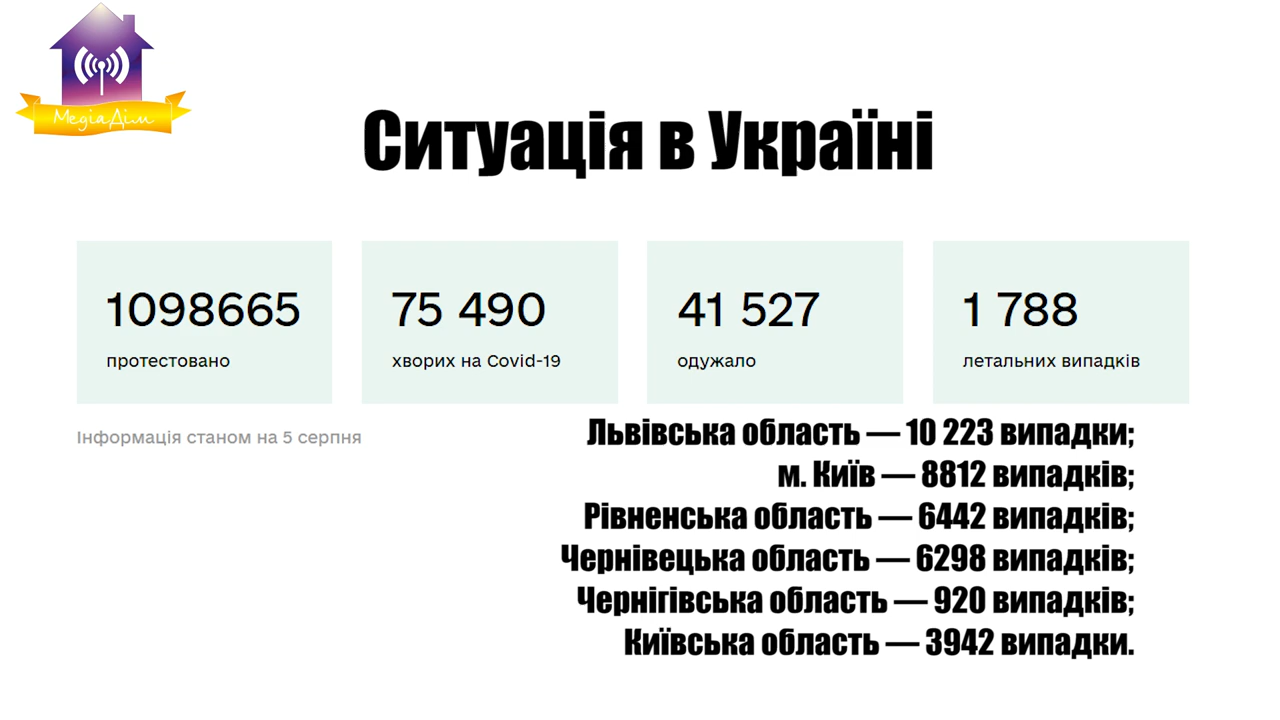 МедіаДім
Ситуація в Україні
1098665
протестовано
75 490
хворих на Covid-19
41 527
одужало
1 788
летальних випадків
Інформація станом на 5 серпня
Львівська область — 10 223 випадки;
м. Київ — 8812 випадків;
Рівненська область — 6442 випадків;
Чернівецька область — 6298 випадків;
Чернігівська область — 920 випадків;
Київська область — 3942 випадки.